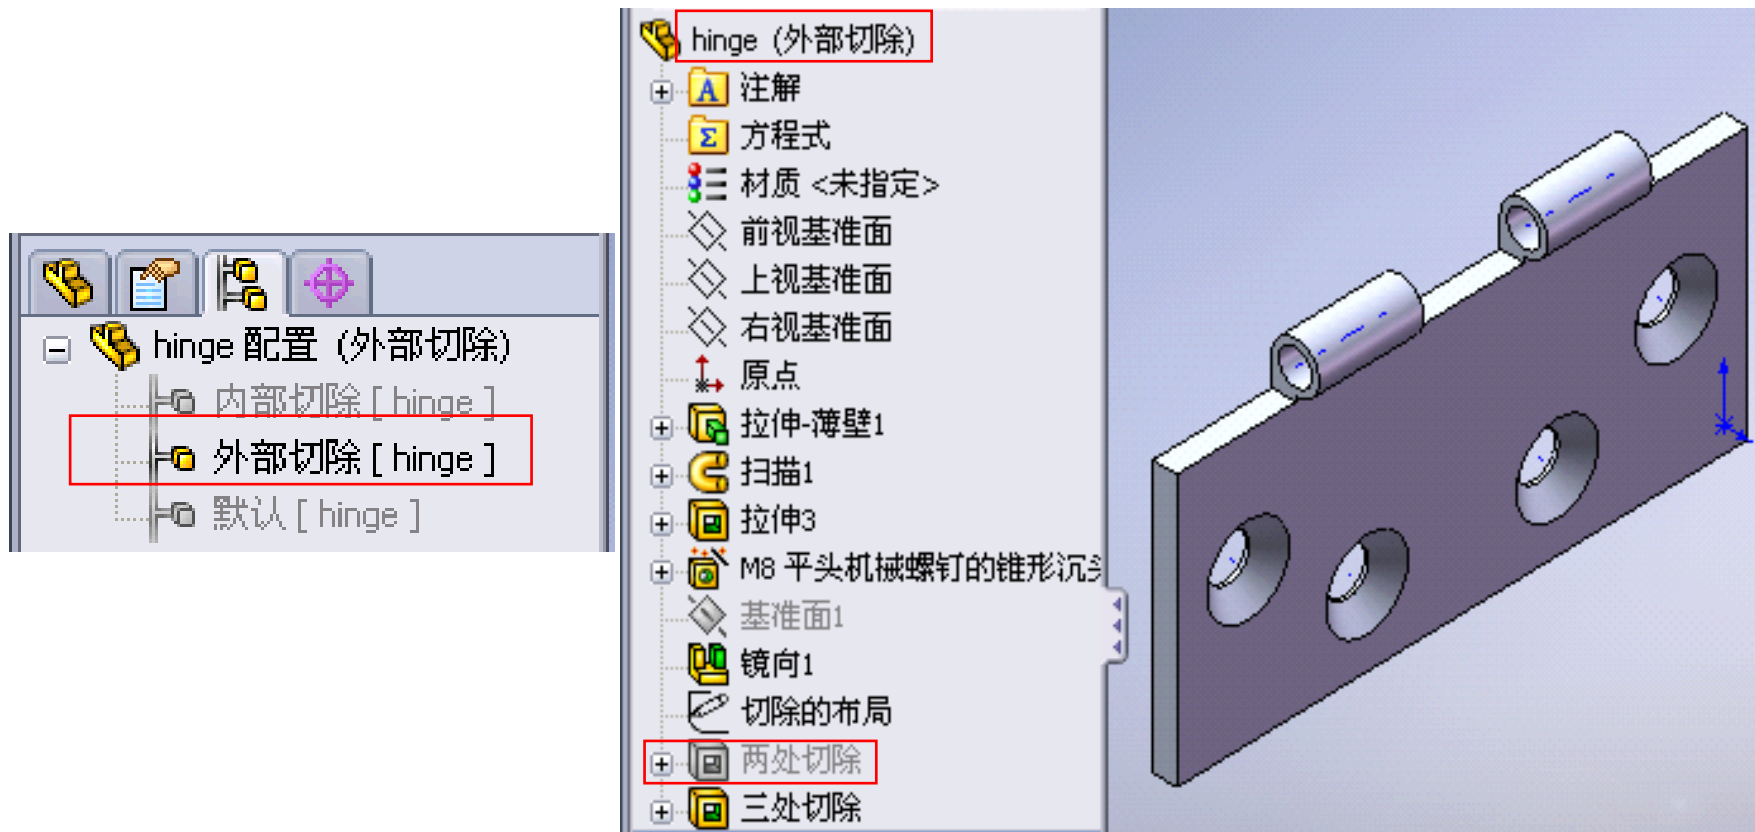 hinge 配置 (外部切除)
内部切除 [ hinge ]
外部切除 [ hinge ]
默认 [ hinge ]
hinge (外部切除)
注解
方程式
材质 <未指定>
前视基准面
上视基准面
右视基准面
原点
拉伸-薄壁1
扫描1
拉伸3
M8 平头机械螺钉的锥形沉头
基准面1
镜向1
切除的布局
两处切除
三处切除